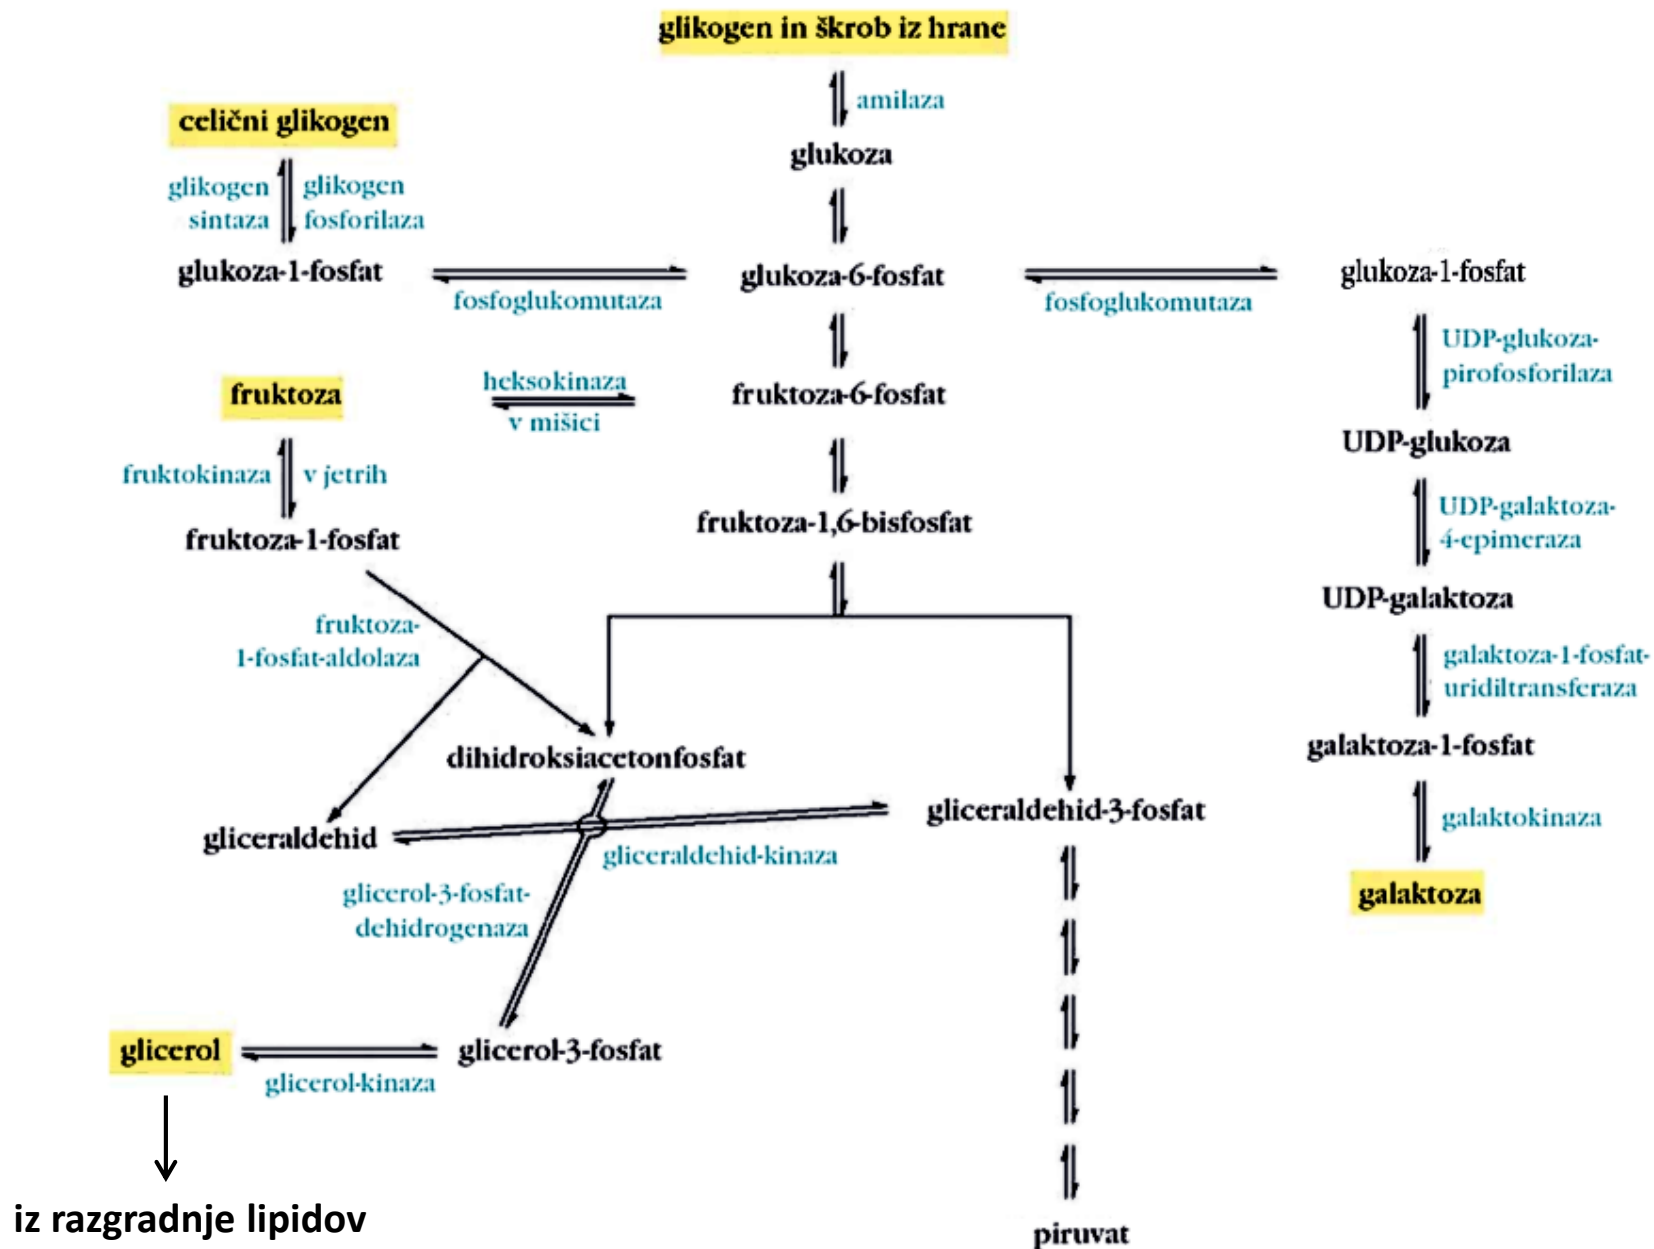 glikogen in škrob iz hrane
amilaza
celični glikogen
glukoza
glikogen
sintaza
glikogen
fosforilaza
glukoza-1-fosfat
fosfoglukomutaza
glukoza-6-fosfat
fosfoglukomutaza
glukoza-1-fosfat
UDP-glukoza-
pirofosforilaza
fruktoza
heksokinaza
v mišici
fruktoza-6-fosfat
UDP-glukoza
fruktokinaza
v jetrih
fruktoza-1-fosfat
fruktoza-1,6-bisfosfat
UDP-galaktoza-
4-epimeraza
UDP-galaktoza
fruktoza-
1-fosfat-aldolaza
galaktoza-1-fosfat-
uridiltransferaza
dihidroksiacetonfosfat
galaktoza-1-fosfat
gliceraldehid
gliceraldehid-kinaza
gliceraldehid-3-fosfat
galaktokinaza
galaktoza
glicerol-3-fosfat-
dehidrogenaza
glicerol
glicerol-kinaza
glicerol-3-fosfat
iz razgradnje lipidov
piruvat